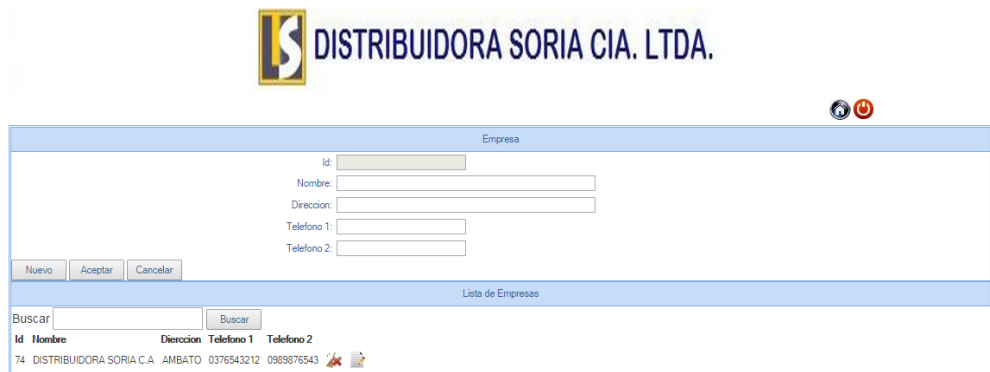 LS DISTRIBUIDORA SORIA CIA. LTDA.
Empresa
Id:
Nombre:
Direccion:
Telefono 1:
Telefono 2:
Nuevo Aceptar Cancelar
Lista de Empresas
Buscar Buscar
Id Nombre Dierccion Telefono 1 Telefono 2
74 DISTRIBUIDORA SORIA C.A AMBATO 0376543212 0989876543